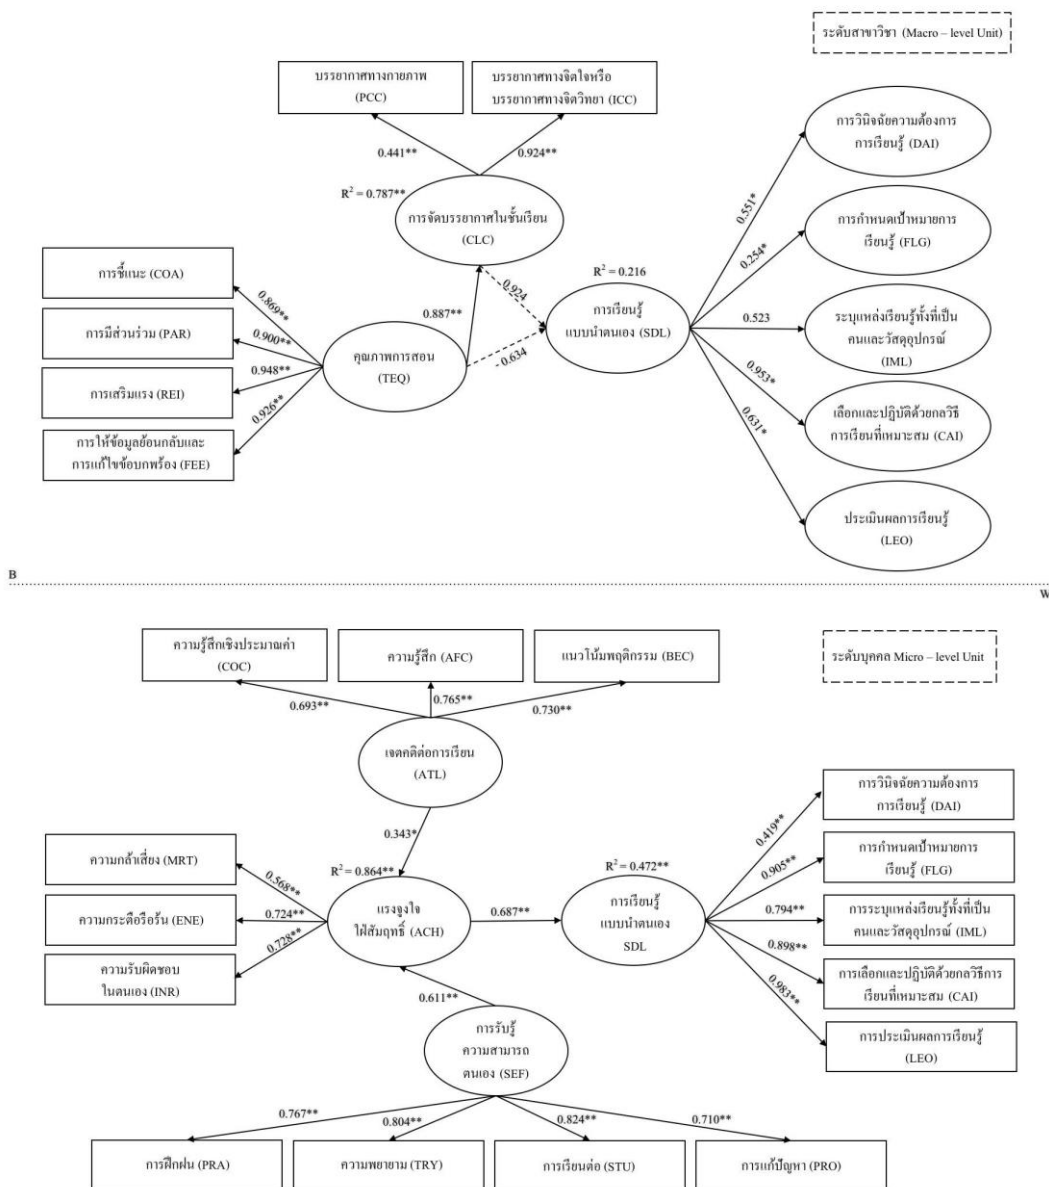 ระดับสาขาวิชา (Macro – level Unit)
บรรยากาศทางกายภาพ
(PCC)
บรรยากาศทางจิตใจหรือ
บรรยากาศทางจิตวิทยา (ICC)
การวินิจฉัยความต้องการ
การเรียนรู้ (DAI)
0.441**
0.924**
R² = 0.787**
การจัดบรรยากาศในชั้นเรียน
(CLC)
0.551*
การกำหนดเป้าหมายการ
เรียนรู้ (FLG)
0.254*
การชี้แนะ (COA)
0.869**
R² = 0.216
0.924
การเรียนรู้
แบบนำตนเอง (SDL)
0.887**
0.523
ระบุแหล่งเรียนรู้ทั้งที่เป็น
คนและวัสดุอุปกรณ์
(IML)
การมีส่วนร่วม (PAR)
0.900**
คุณภาพการสอน
(TEQ)
- 0.634
การเสริมแรง (REI)
0.948**
0.953*
เลือกและปฏิบัติด้วยกลวิธี
การเรียนที่เหมาะสม (CAI)
การให้ข้อมูลย้อนกลับและ
การแก้ไขข้อบกพร้อง (FEE)
0.926**
0.631*
ประเมินผลการเรียนรู้
(LEO)
B
W
ระดับบุคคล Micro – level Unit
ความรู้สึกเชิงประมาณค่า
(COC)
ความรู้สึก (AFC)
แนวโน้มพฤติกรรม (BEC)
0.693**
0.765**
0.730**
เจตคติต่อการเรียน
(ATL)
การวินิจฉัยความต้องการ
การเรียนรู้ (DAI)
0.343*
0.419**
ความกล้าเสี่ยง (MRT)
0.568**
R² = 0.864**
R² = 0.472**
การกำหนดเป้าหมายการ
เรียนรู้ (FLG)
0.905**
ความกระตือรือร้น (ENE)
0.724**
แรงจูงใจ
ใฝ่สัมฤทธิ์ (ACH)
0.687**
การเรียนรู้
แบบนำตนเอง
SDL
0.794**
การระบุแหล่งเรียนรู้ทั้งที่เป็น
คนและวัสดุอุปกรณ์ (IML)
ความรับผิดชอบ
ในตนเอง (INR)
0.728**
0.898**
การเลือกและปฏิบัติด้วยกลวิธีการ
เรียนที่เหมาะสม (CAI)
0.611**
0.983**
การประเมินผลการเรียนรู้
(LEO)
การรับรู้
ความสามารถ
ตนเอง (SEF)
0.767**
0.804**
0.824**
0.710**
การฝึกฝน (PRA)
ความพยายาม (TRY)
การเรียนต่อ (STU)
การแก้ปัญหา (PRO)